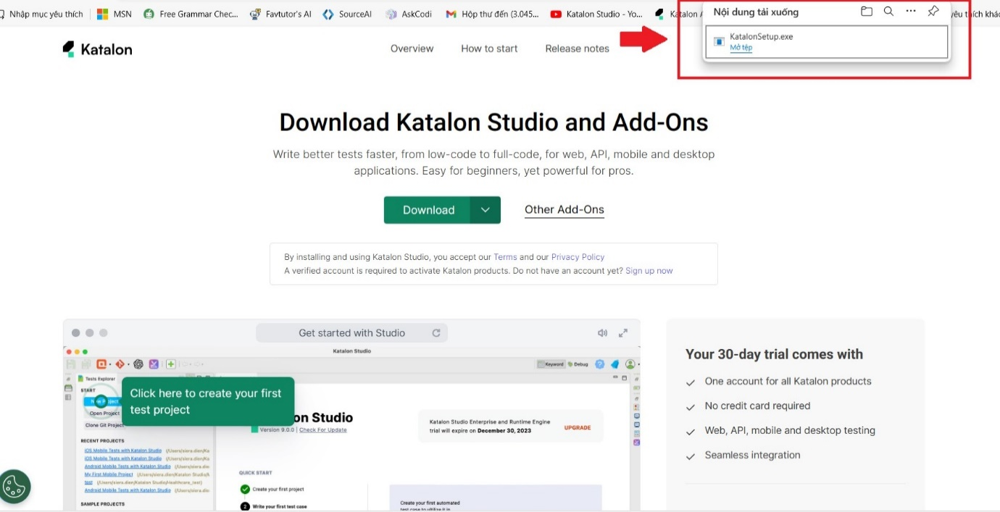 Nhập mục yêu thích
MSN
Free Grammar Chec...
Favtutor's AI
SourceAI
AskCodi
Hộp thư đến (3.045...
Katalon Studio - Yo...
Katalon
Nội dung tải xuống
KatalonSetup.exe
Mở tệp
Katalon
Overview
How to start
Release notes
Download Katalon Studio and Add-Ons
Write better tests faster, from low-code to full-code, for web, API, mobile and desktop
applications. Easy for beginners, yet powerful for pros.
Download
Other Add-Ons
By installing and using Katalon Studio, you accept our Terms and our Privacy Policy
A verified account is required to activate Katalon products. Do not have an account yet? Sign up now
Get started with Studio
Katalon Studio
Keyword
Debug
Tests Explorer
START
New Project
Open Project
Clone Git Project
Click here to create your first
test project
on Studio
Version 9.0.0 | Check For Update
Katalon Studio Enterprise and Runtime Engine
trial will expire on December 30, 2023
UPGRADE
RECENT PROJECTS
iOS Mobile Tests with Katalon Studio (/Users/siera.dien/Ka
iOS Mobile Tests with Katalon Studio (/Users/siera.dien/Ka
Android Mobile Tests with Katalon Studio (/Users/siera.die
My First Mobile Project (/Users/siera.dien/Katalon Studio/M
test (/Users/siera.dien/Katalon Studio/Healthcare_test)
Android Mobile Tests with Katalon Studio (/Users/siera.die
SAMPLE PROJECTS
QUICK START
Create your first project
2 Write your first test case
Create your first automated
test case to utilize it in
Your 30-day trial comes with
One account for all Katalon products
No credit card required
Web, API, mobile and desktop testing
Seamless integration